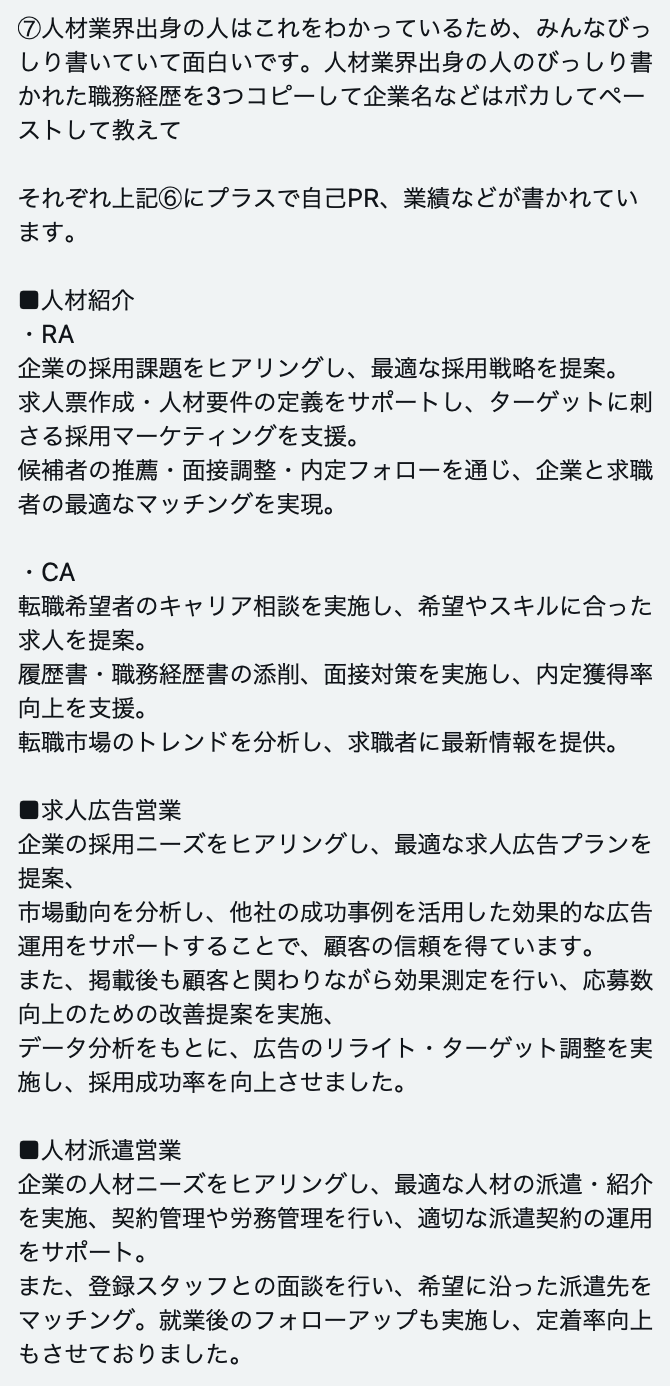 ⑦人材業界出身の人はこれをわかっているため、みんなびっ
しり書いていて面白いです。人材業界出身の人のびっしり書
かれた職務経歴を3つコピーして企業名などはボカしてペー
ストして教えて
それぞれ上記⑥にプラスで自己PR、業績などが書かれてい
ます。
■人材紹介
・RA
企業の採用課題をヒアリングし、最適な採用戦略を提案。
求人票作成・人材要件の定義をサポートし、ターゲットに刺
さる採用マーケティングを支援。
候補者の推薦・面接調整・内定フォローを通じ、企業と求職
者の最適なマッチングを実現。
・CA
転職希望者のキャリア相談を実施し、希望やスキルに合った
求人を提案。
履歴書・職務経歴書の添削、面接対策を実施し、内定獲得率
向上を支援。
転職市場のトレンドを分析し、求職者に最新情報を提供。
■求人広告営業
企業の採用ニーズをヒアリングし、最適な求人広告プランを
提案、
市場動向を分析し、他社の成功事例を活用した効果的な広告
運用をサポートすることで、顧客の信頼を得ています。
また、掲載後も顧客と関わりながら効果測定を行い、応募数
向上のための改善提案を実施、
データ分析をもとに、広告のリライト・ターゲット調整を実
施し、採用成功率を向上させました。
■人材派遣営業
企業の人材ニーズをヒアリングし、最適な人材の派遣・紹介
を実施、契約管理や労務管理を行い、適切な派遣契約の運用
をサポート。
また、登録スタッフとの面談を行い、希望に沿った派遣先を
マッチング。就業後のフォローアップも実施し、定着率向上
もさせておりました。